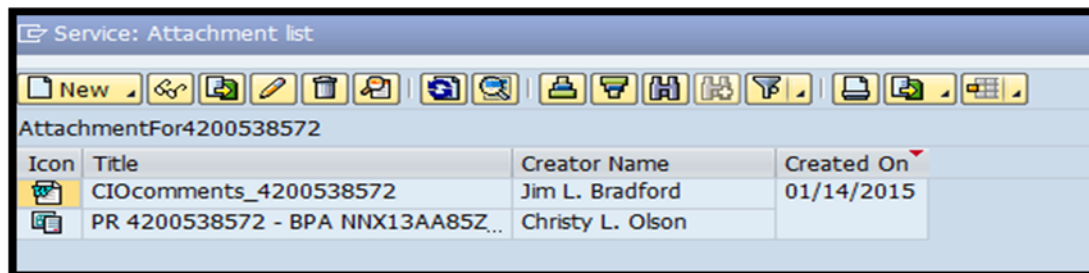 Service: Attachment list
New
AttachmentFor4200538572
Icon Title Creator Name Created On
CIOcomments_4200538572 Jim L. Bradford 01/14/2015
PR 4200538572 - BPA NNX13AA85Z... Christy L. Olson